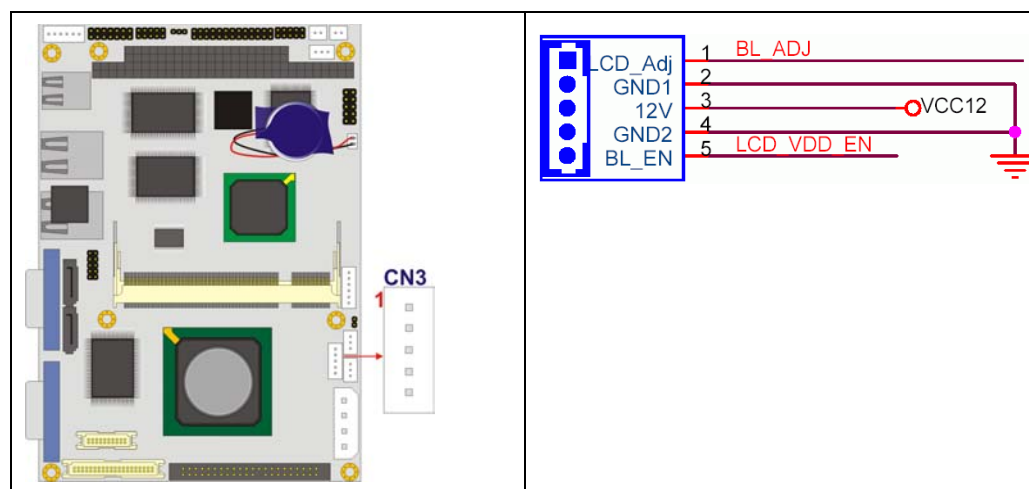 CN3
1
LCD_Adj 1 BL_ADJ
GND1 2
12V 3 VCC12
GND2 4
BL_EN 5 LCD_VDD_EN